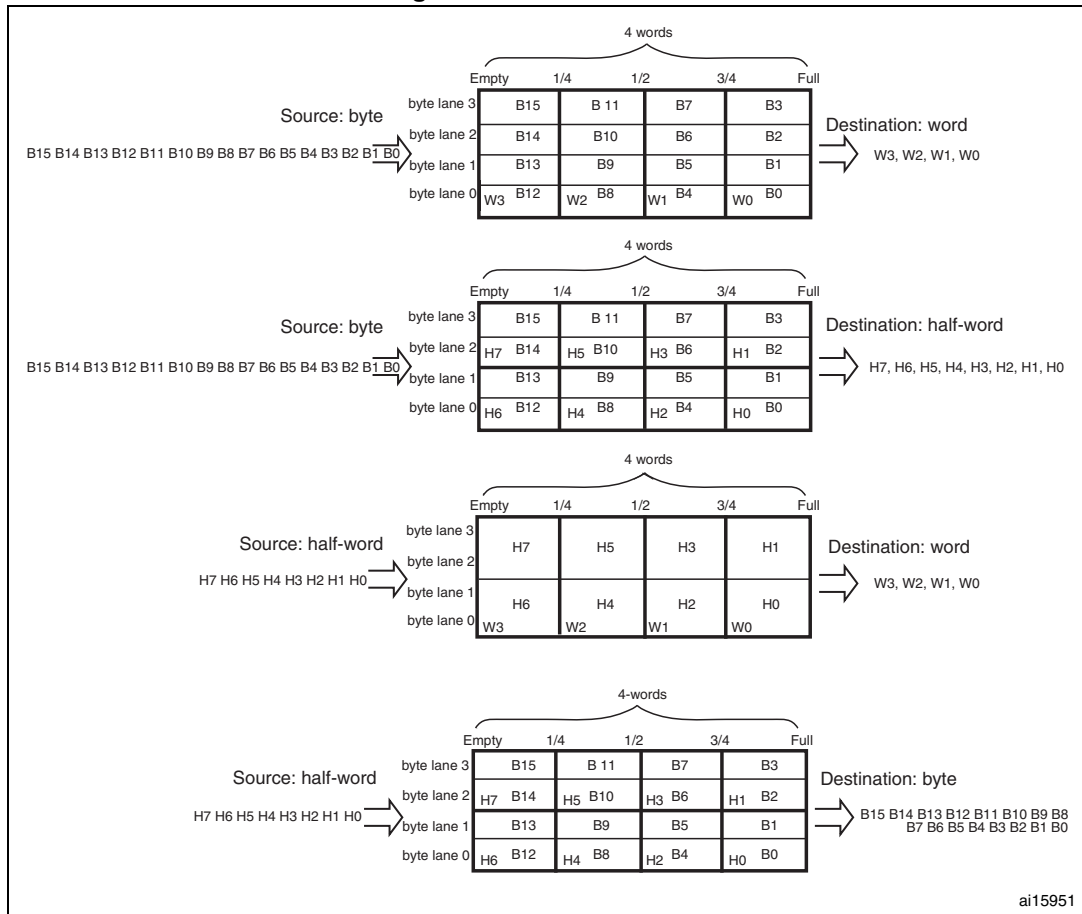 4 words
Empty 1/4 1/2 3/4 Full
byte lane 3 B15 B 11 B7 B3
Source: byte
byte lane 2 B14 B10 B6 B2 Destination: word
B15 B14 B13 B12 B11 B10 B9 B8 B7 B6 B5 B4 B3 B2 B1 B0
byte lane 1 B13 B9 B5 B1 W3, W2, W1, W0
byte lane 0 W3 B12 W2 B8 W1 B4 W0 B0
4 words
Empty 1/4 1/2 3/4 Full
byte lane 3 B15 B 11 B7 B3
Source: byte Destination: half-word
byte lane 2 H7 B14 H5 B10 H3 B6 H1 B2
B15 B14 B13 B12 B11 B10 B9 B8 B7 B6 B5 B4 B3 B2 B1 B0 H7, H6, H5, H4, H3, H2, H1, H0
byte lane 1 B13 B9 B5 B1
byte lane 0 H6 B12 H4 B8 H2 B4 H0 B0
4 words
Empty 1/4 1/2 3/4 Full
byte lane 3
Source: half-word H7 H5 H3 H1 Destination: word
byte lane 2
H7 H6 H5 H4 H3 H2 H1 H0 W3, W2, W1, W0
byte lane 1
H6 H4 H2 H0
byte lane 0 W3 W2 W1 W0
4-words
Empty 1/4 1/2 3/4 Full
byte lane 3 B15 B 11 B7 B3
Source: half-word Destination: byte
byte lane 2 H7 B14 H5 B10 H3 B6 H1 B2
H7 H6 H5 H4 H3 H2 H1 H0 B15 B14 B13 B12 B11 B10 B9 B8
byte lane 1 B13 B9 B5 B1 B7 B6 B5 B4 B3 B2 B1 B0
byte lane 0 H6 B12 H4 B8 H2 B4 H0 B0
ai15951